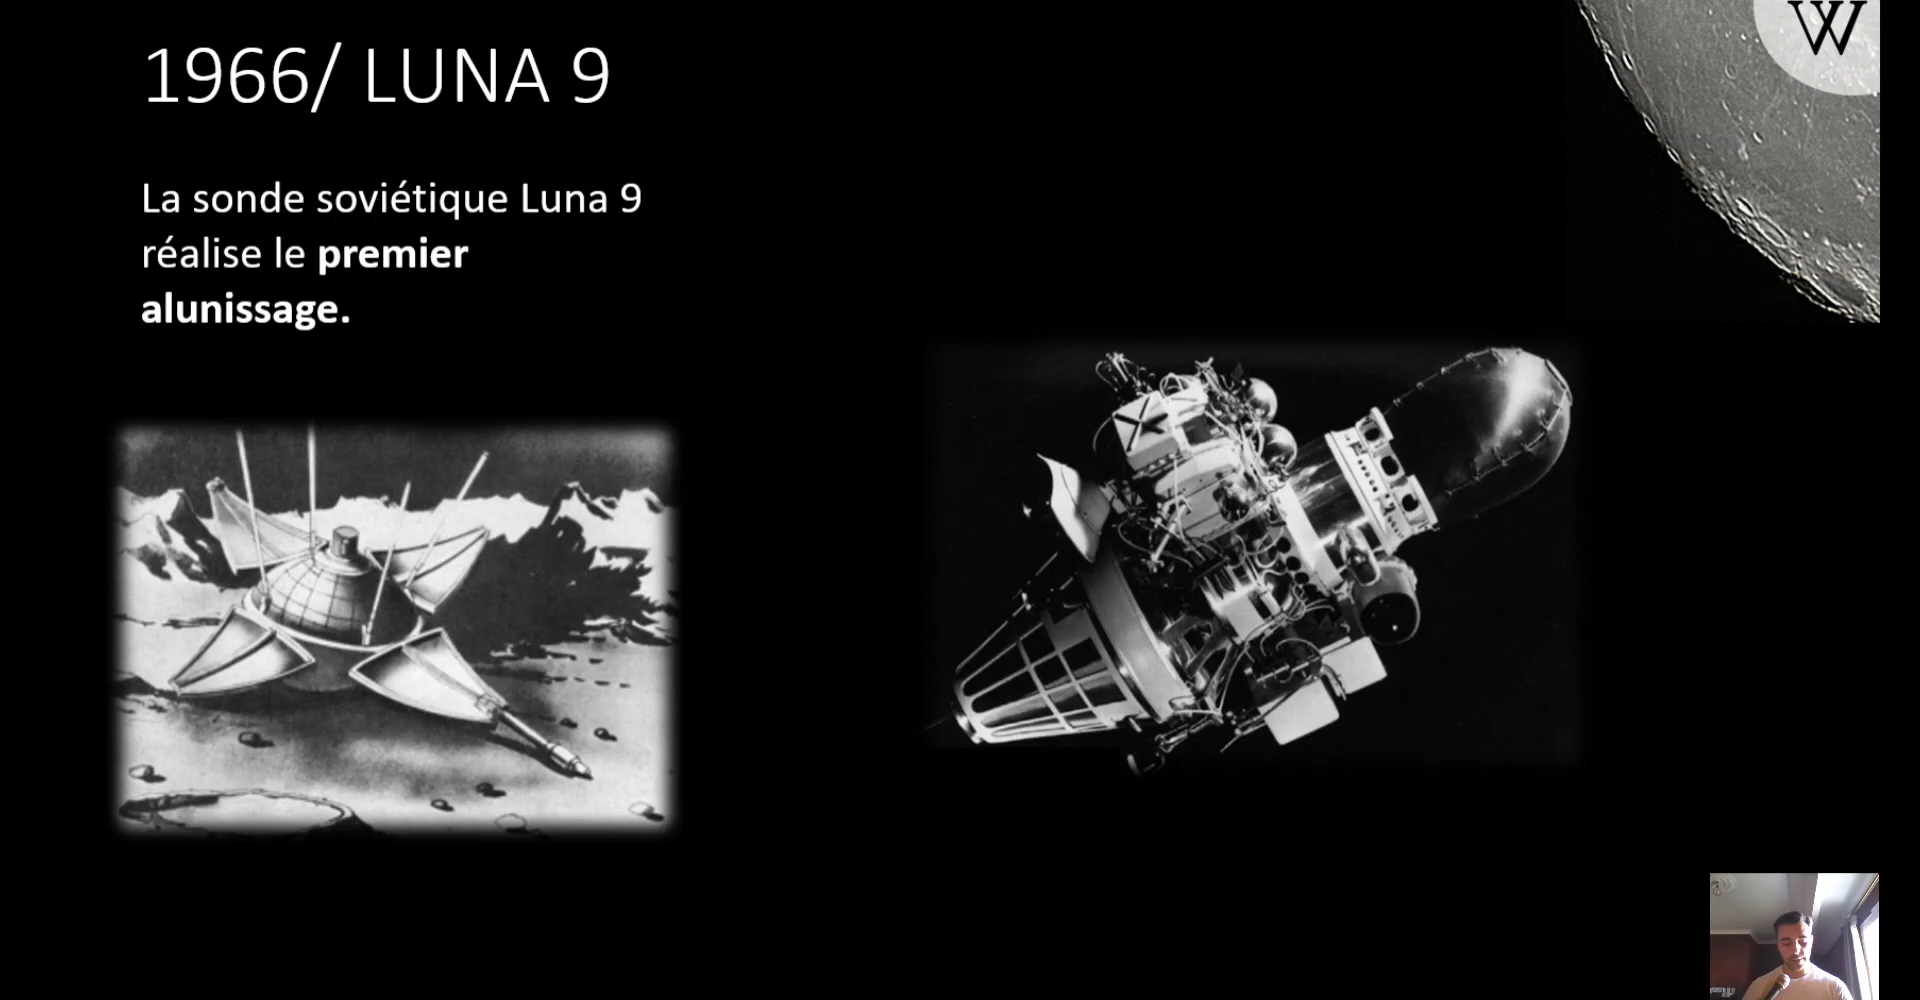 1966/ LUNA 9
W
La sonde soviétique Luna 9
réalise le premier
alunissage.